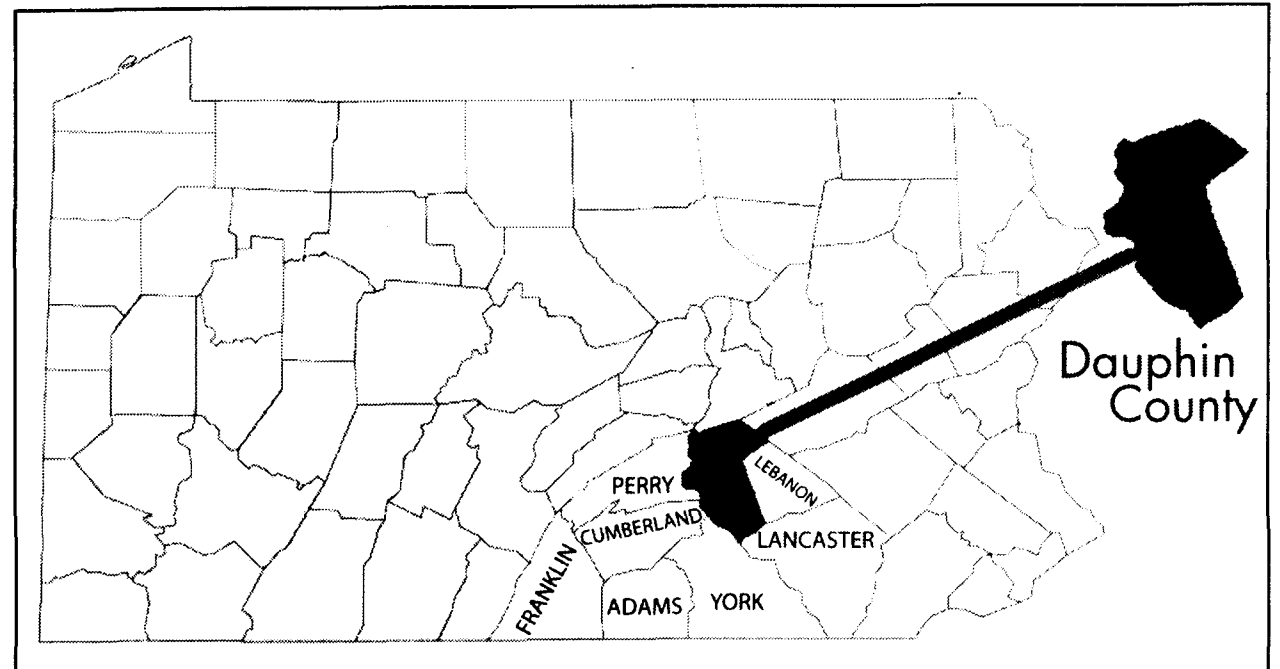 Dauphin
County
PERRY
LEBANON
CUMBERLAND
LANCASTER
FRANKLIN
ADAMS
YORK